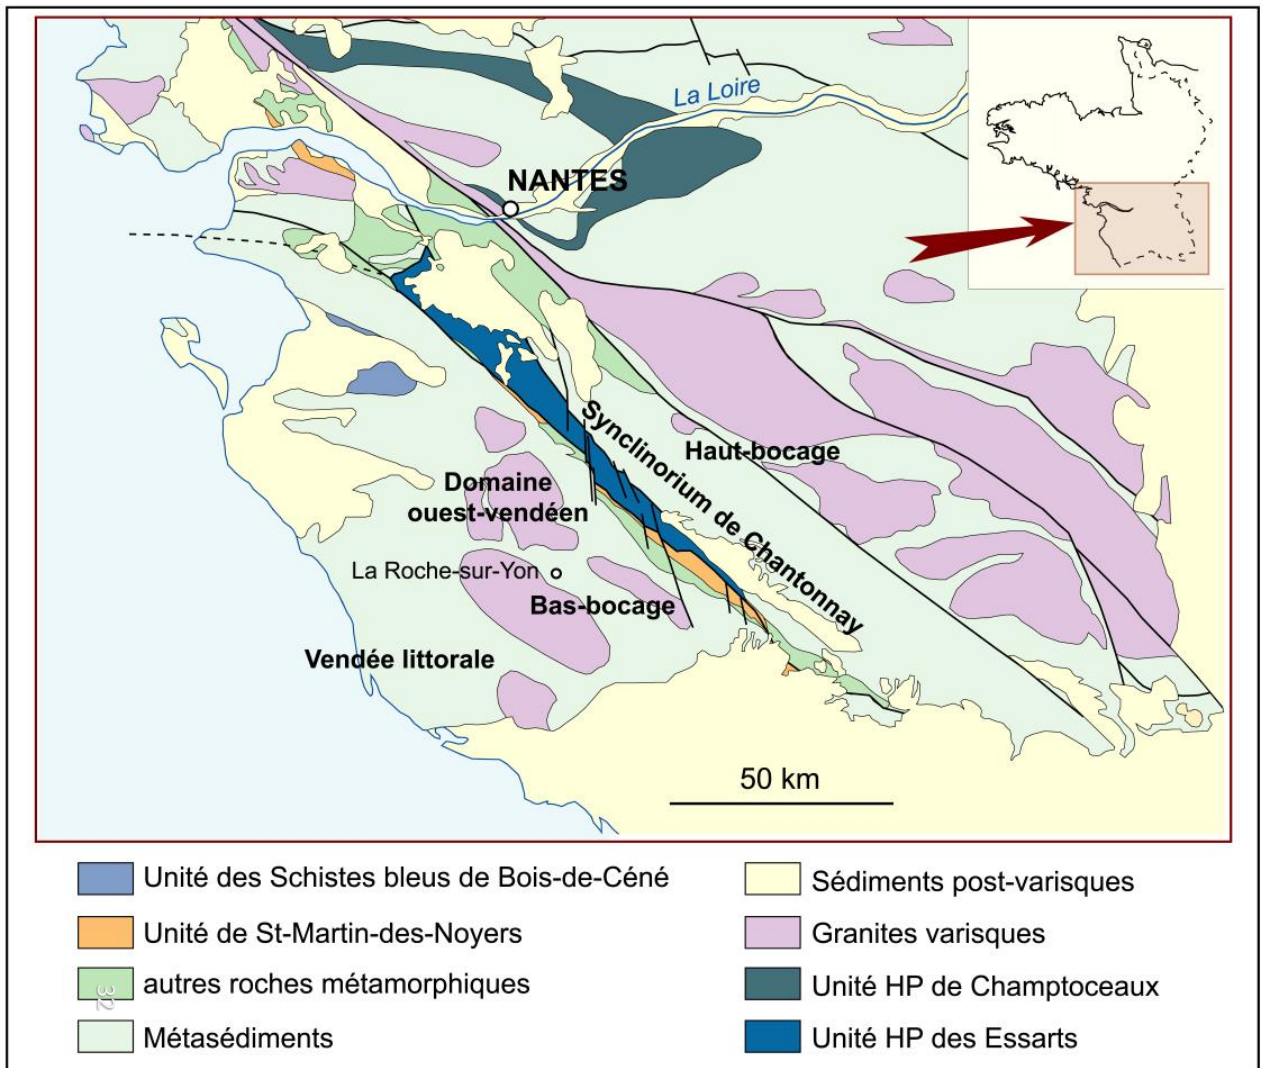 La Loire
NANTES
Synclinorium de Chantonnay
Haut-bocage
Domaine
ouest-vendéen
La Roche-sur-Yon
Bas-bocage
Vendée littorale
50 km
Unité des Schistes bleus de Bois-de-Céné
Unité de St-Martin-des-Noyers
autres roches métamorphiques
Métasédiments
Sédiments post-varisques
Granites varisques
Unité HP de Champtoceaux
Unité HP des Essarts
32